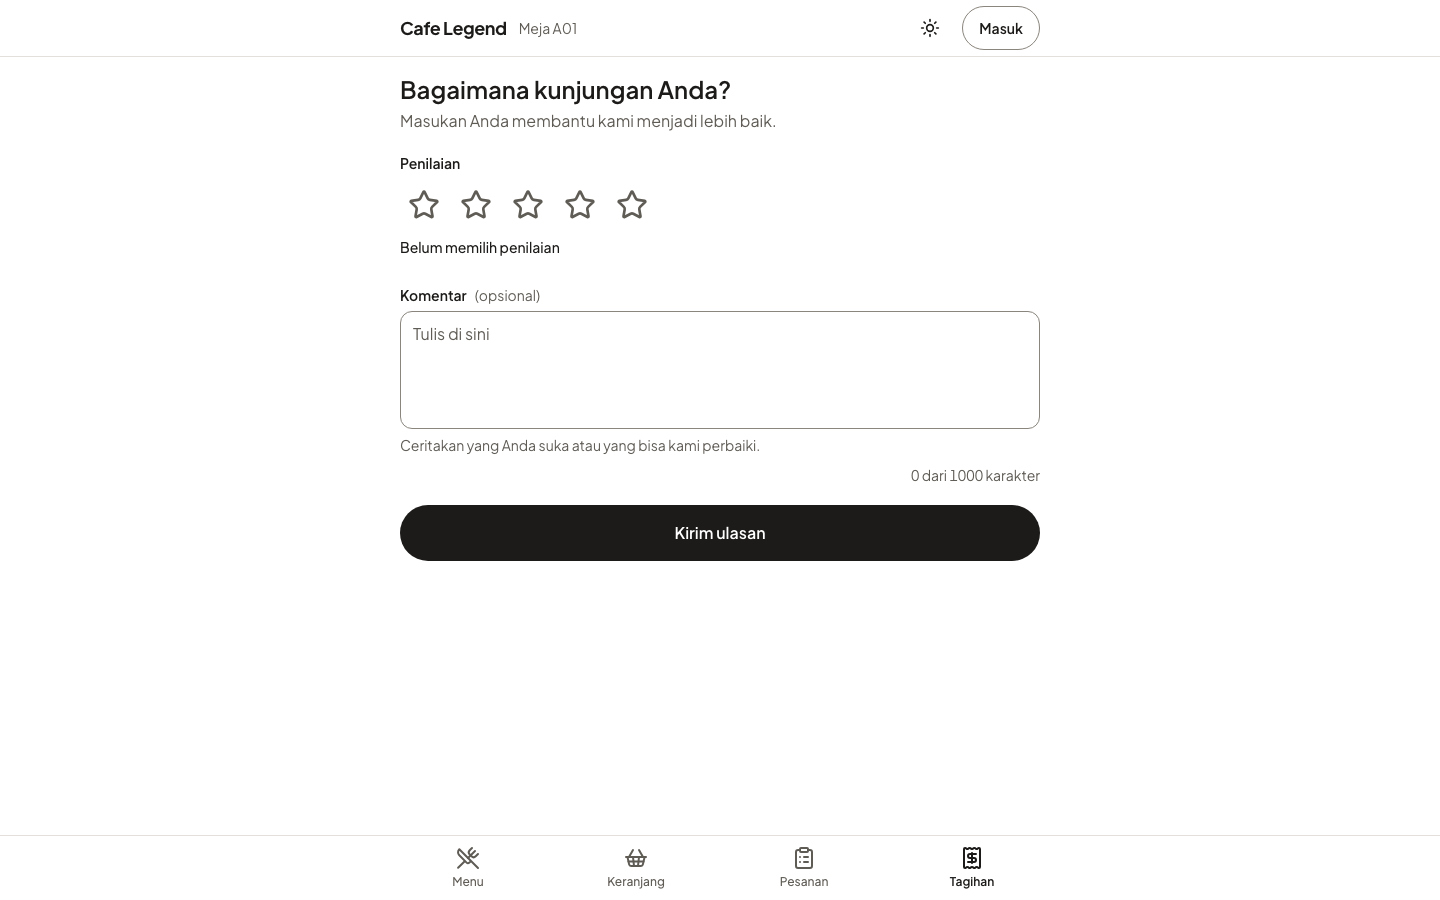 Cafe Legend Meja A01
Masuk
Bagaimana kunjungan Anda?
Masukan Anda membantu kami menjadi lebih baik.
Penilaian
Belum memilih penilaian
Komentar (opsional)
Tulis di sini
Ceritakan yang Anda suka atau yang bisa kami perbaiki.
0 dari 1000 karakter
Kirim ulasan
Menu
Keranjang
Pesanan
Tagihan